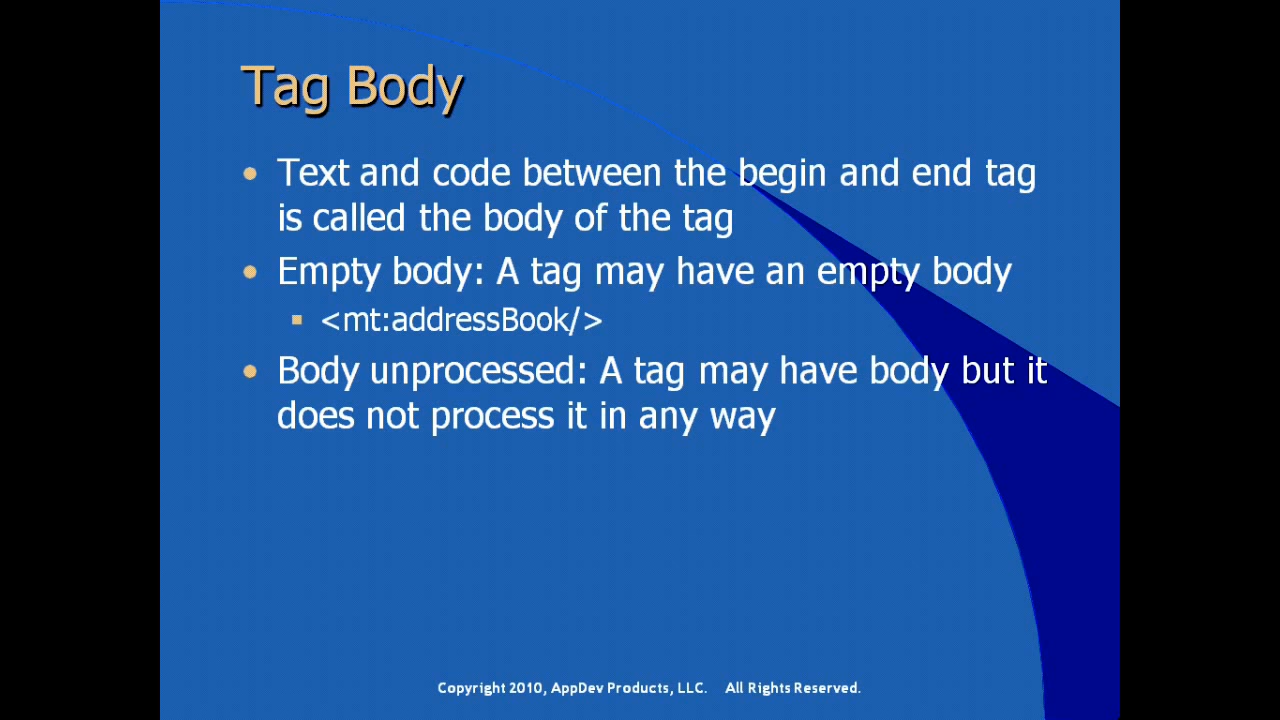 Tag Body
• Text and code between the begin and end tag
is called the body of the tag
• Empty body: A tag may have an empty body
▪ <mt:addressBook/>
• Body unprocessed: A tag may have body but it
does not process it in any way
Copyright 2010, AppDev Products, LLC. All Rights Reserved.